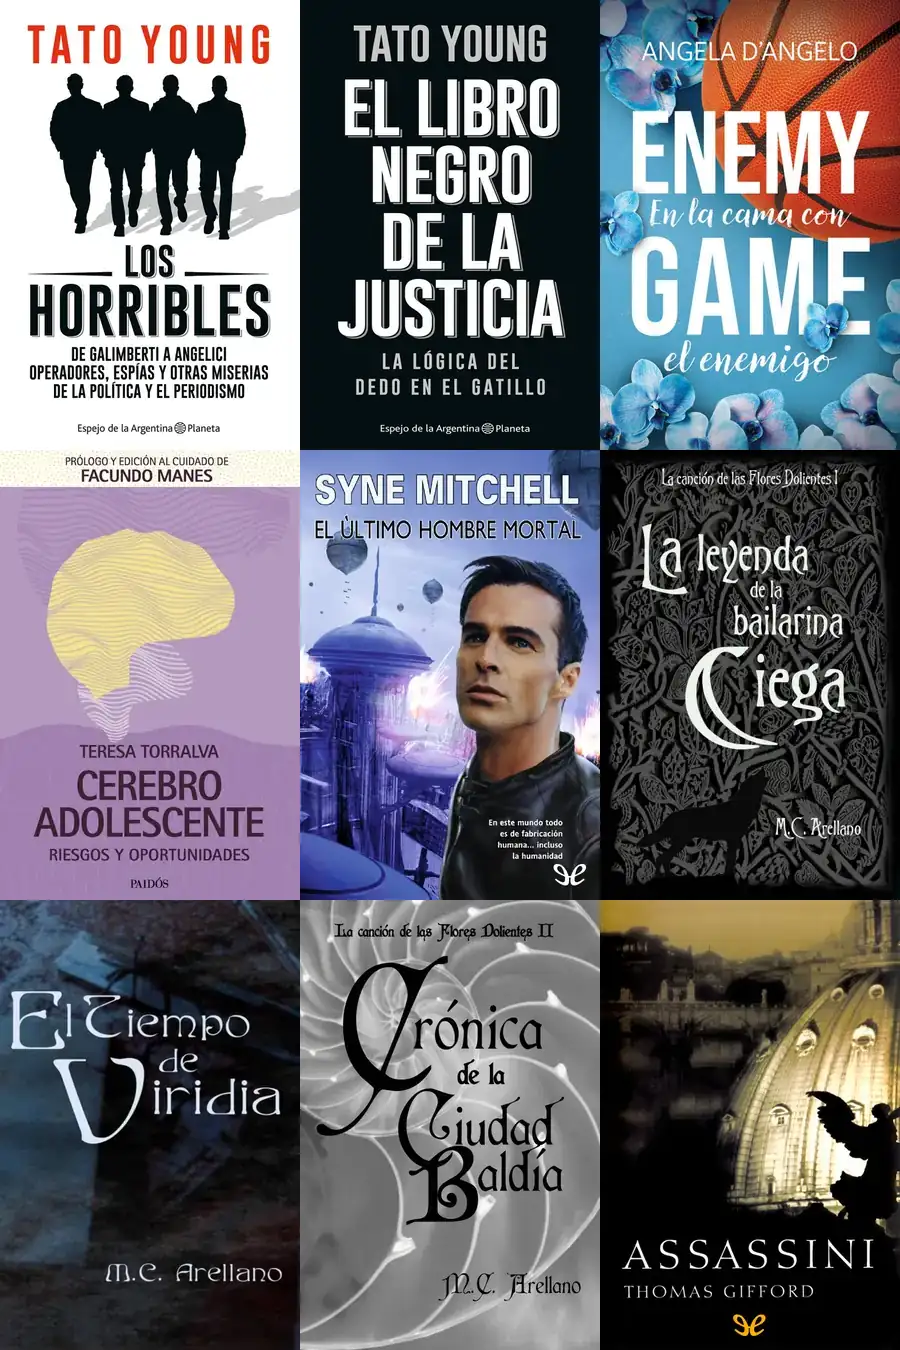 TATO YOUNG
LOS
HORRIBLES
DE GALIMBERTI A ANGELICI
OPERADORES, ESPÍAS Y OTRAS MISERIAS
DE LA POLÍTICA Y EL PERIODISMO
Espejo de la Argentina Planeta
TATO YOUNG
EL LIBRO
NEGRO
DE LA
JUSTICIA
LA LÓGICA DEL
DEDO EN EL GATILLO
Espejo de la Argentina Planeta
ANGELA D'ANGELO
ENEMY
En la cama con
GAME
el enemigo
PRÓLOGO Y EDICIÓN AL CUIDADO DE
FACUNDO MANES
TERESA TORRALVA
CEREBRO
ADOLESCENTE
RIESGOS Y OPORTUNIDADES
PAIDÓS
SYNE MITCHELL
EL ÙLTIMO HOMBRE MORTAL
En este mundo todo
es de fabricación
humana... incluso
la humanidad
La canción de las Flores Dolientes I
La leyenda
de la
bailarina
Ciega
M.C. Arellano
El Tiempo
de
Viridia
M.C. Arellano
La canción de las Flores Dolientes II
Crónica
de la
Ciudad
Baldía
M.C. Arellano
ASSASSINI
THOMAS GIFFORD